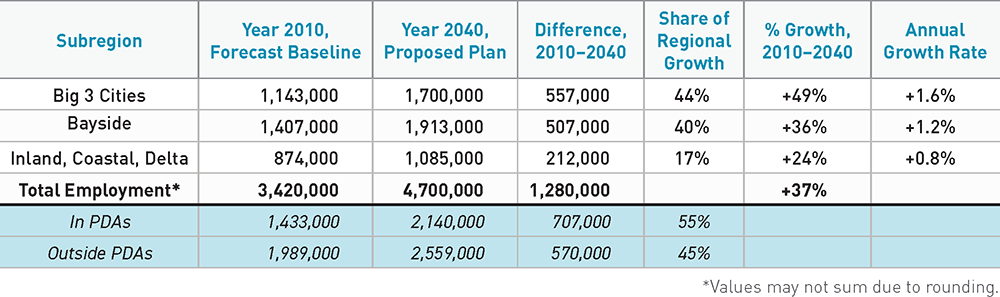 Subregion Year 2010, Forecast Baseline Year 2040, Proposed Plan Difference, 2010–2040 Share of Regional Growth % Growth, 2010–2040 Annual Growth Rate
Big 3 Cities 1,143,000 1,700,000 557,000 44% +49% +1.6%
Bayside 1,407,000 1,913,000 507,000 40% +36% +1.2%
Inland, Coastal, Delta 874,000 1,085,000 212,000 17% +24% +0.8%
Total Employment* 3,420,000 4,700,000 1,280,000 +37%
In PDAs 1,433,000 2,140,000 707,000 55%
Outside PDAs 1,989,000 2,559,000 570,000 45%
*Values may not sum due to rounding.